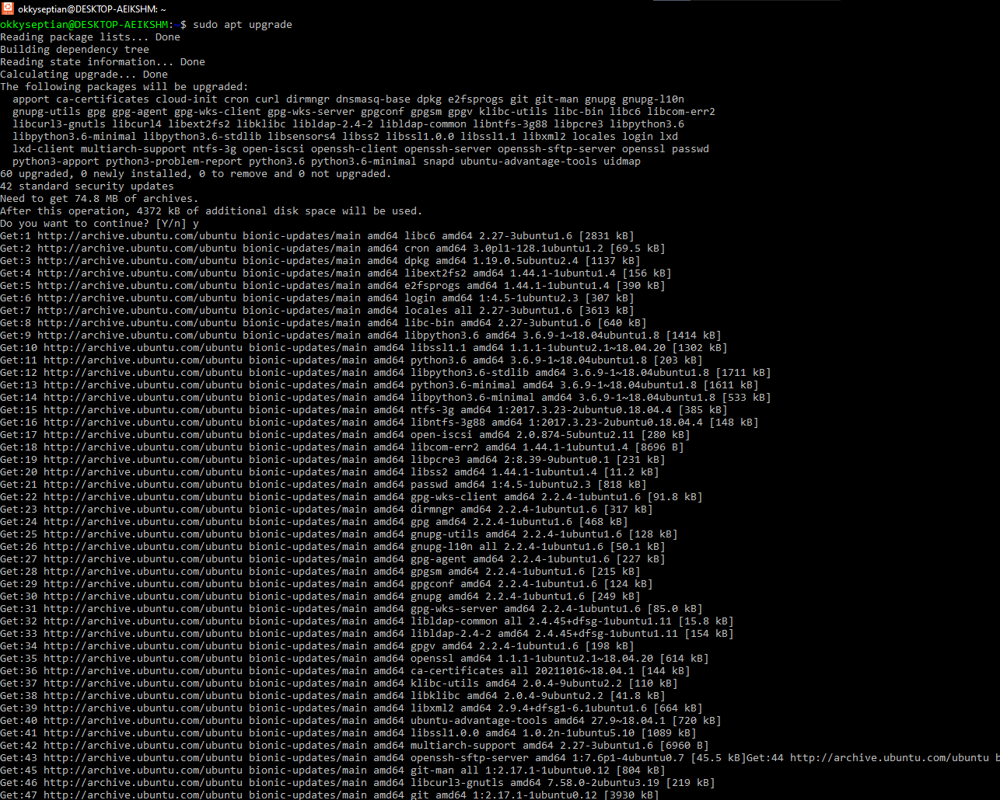 okkyseptian@DESKTOP-AEIKSHM: ~
okkyseptian@DESKTOP-AEIKSHM:~$ sudo apt upgrade
Reading package lists... Done
Building dependency tree
Reading state information... Done
Calculating upgrade... Done
The following packages will be upgraded:
  apport ca-certificates cloud-init cron curl dirmngr dnsmasq-base dpkg e2fsprogs git git-man gnupg gnupg-l10n
  gnupg-utils gpg gpg-agent gpg-wks-client gpg-wks-server gpgconf gpgsm gpgv klibc-utils libc-bin libc6 libcom-err2
  libcurl3-gnutls libcurl4 libext2fs2 libklibc libldap-2.4-2 libldap-common libntfs-3g88 libpcre3 libpython3.6
  libpython3.6-minimal libpython3.6-stdlib libsensors4 libss2 libssl1.0.0 libssl1.1 libxml2 locales login lxd
  lxd-client multiarch-support ntfs-3g open-iscsi openssh-client openssh-server openssh-sftp-server openssl passwd
  python3-apport python3-problem-report python3.6 python3.6-minimal snapd ubuntu-advantage-tools uidmap
60 upgraded, 0 newly installed, 0 to remove and 0 not upgraded.
42 standard security updates
Need to get 74.8 MB of archives.
After this operation, 4372 kB of additional disk space will be used.
Do you want to continue? [Y/n] y
Get:1 http://archive.ubuntu.com/ubuntu bionic-updates/main amd64 libc6 amd64 2.27-3ubuntu1.6 [2831 kB]
Get:2 http://archive.ubuntu.com/ubuntu bionic-updates/main amd64 cron amd64 3.0pl1-128.1ubuntu1.2 [69.5 kB]
Get:3 http://archive.ubuntu.com/ubuntu bionic-updates/main amd64 dpkg amd64 1.19.0.5ubuntu2.4 [1137 kB]
Get:4 http://archive.ubuntu.com/ubuntu bionic-updates/main amd64 libext2fs2 amd64 1.44.1-1ubuntu1.4 [156 kB]
Get:5 http://archive.ubuntu.com/ubuntu bionic-updates/main amd64 e2fsprogs amd64 1.44.1-1ubuntu1.4 [390 kB]
Get:6 http://archive.ubuntu.com/ubuntu bionic-updates/main amd64 login amd64 1:4.5-1ubuntu2.3 [307 kB]
Get:7 http://archive.ubuntu.com/ubuntu bionic-updates/main amd64 locales all 2.27-3ubuntu1.6 [3613 kB]
Get:8 http://archive.ubuntu.com/ubuntu bionic-updates/main amd64 libc-bin amd64 2.27-3ubuntu1.6 [640 kB]
Get:9 http://archive.ubuntu.com/ubuntu bionic-updates/main amd64 libpython3.6 amd64 3.6.9-1~18.04ubuntu1.8 [1414 kB]
Get:10 http://archive.ubuntu.com/ubuntu bionic-updates/main amd64 libssl1.1 amd64 1.1.1-1ubuntu2.1~18.04.20 [1302 kB]
Get:11 http://archive.ubuntu.com/ubuntu bionic-updates/main amd64 python3.6 amd64 3.6.9-1~18.04ubuntu1.8 [203 kB]
Get:12 http://archive.ubuntu.com/ubuntu bionic-updates/main amd64 libpython3.6-stdlib amd64 3.6.9-1~18.04ubuntu1.8 [1711 kB]
Get:13 http://archive.ubuntu.com/ubuntu bionic-updates/main amd64 python3.6-minimal amd64 3.6.9-1~18.04ubuntu1.8 [1611 kB]
Get:14 http://archive.ubuntu.com/ubuntu bionic-updates/main amd64 libpython3.6-minimal amd64 3.6.9-1~18.04ubuntu1.8 [533 kB]
Get:15 http://archive.ubuntu.com/ubuntu bionic-updates/main amd64 ntfs-3g amd64 1:2017.3.23-2ubuntu0.18.04.4 [385 kB]
Get:16 http://archive.ubuntu.com/ubuntu bionic-updates/main amd64 libntfs-3g88 amd64 1:2017.3.23-2ubuntu0.18.04.4 [148 kB]
Get:17 http://archive.ubuntu.com/ubuntu bionic-updates/main amd64 open-iscsi amd64 2.0.874-5ubuntu2.11 [280 kB]
Get:18 http://archive.ubuntu.com/ubuntu bionic-updates/main amd64 libcom-err2 amd64 1.44.1-1ubuntu1.4 [8696 B]
Get:19 http://archive.ubuntu.com/ubuntu bionic-updates/main amd64 libpcre3 amd64 2:8.39-9ubuntu0.1 [231 kB]
Get:20 http://archive.ubuntu.com/ubuntu bionic-updates/main amd64 libss2 amd64 1.44.1-1ubuntu1.4 [11.2 kB]
Get:21 http://archive.ubuntu.com/ubuntu bionic-updates/main amd64 passwd amd64 1:4.5-1ubuntu2.3 [818 kB]
Get:22 http://archive.ubuntu.com/ubuntu bionic-updates/main amd64 gpg-wks-client amd64 2.2.4-1ubuntu1.6 [91.8 kB]
Get:23 http://archive.ubuntu.com/ubuntu bionic-updates/main amd64 dirmngr amd64 2.2.4-1ubuntu1.6 [317 kB]
Get:24 http://archive.ubuntu.com/ubuntu bionic-updates/main amd64 gpg amd64 2.2.4-1ubuntu1.6 [468 kB]
Get:25 http://archive.ubuntu.com/ubuntu bionic-updates/main amd64 gnupg-utils amd64 2.2.4-1ubuntu1.6 [128 kB]
Get:26 http://archive.ubuntu.com/ubuntu bionic-updates/main amd64 gnupg-l10n all 2.2.4-1ubuntu1.6 [50.1 kB]
Get:27 http://archive.ubuntu.com/ubuntu bionic-updates/main amd64 gpg-agent amd64 2.2.4-1ubuntu1.6 [227 kB]
Get:28 http://archive.ubuntu.com/ubuntu bionic-updates/main amd64 gpgsm amd64 2.2.4-1ubuntu1.6 [215 kB]
Get:29 http://archive.ubuntu.com/ubuntu bionic-updates/main amd64 gpgconf amd64 2.2.4-1ubuntu1.6 [124 kB]
Get:30 http://archive.ubuntu.com/ubuntu bionic-updates/main amd64 gnupg amd64 2.2.4-1ubuntu1.6 [249 kB]
Get:31 http://archive.ubuntu.com/ubuntu bionic-updates/main amd64 gpg-wks-server amd64 2.2.4-1ubuntu1.6 [85.0 kB]
Get:32 http://archive.ubuntu.com/ubuntu bionic-updates/main amd64 libldap-common all 2.4.45+dfsg-1ubuntu1.11 [15.8 kB]
Get:33 http://archive.ubuntu.com/ubuntu bionic-updates/main amd64 libldap-2.4-2 amd64 2.4.45+dfsg-1ubuntu1.11 [154 kB]
Get:34 http://archive.ubuntu.com/ubuntu bionic-updates/main amd64 gpgv amd64 2.2.4-1ubuntu1.6 [198 kB]
Get:35 http://archive.ubuntu.com/ubuntu bionic-updates/main amd64 openssl amd64 1.1.1-1ubuntu2.1~18.04.20 [614 kB]
Get:36 http://archive.ubuntu.com/ubuntu bionic-updates/main amd64 ca-certificates all 20211016~18.04.1 [144 kB]
Get:37 http://archive.ubuntu.com/ubuntu bionic-updates/main amd64 klibc-utils amd64 2.0.4-9ubuntu2.2 [110 kB]
Get:38 http://archive.ubuntu.com/ubuntu bionic-updates/main amd64 libklibc amd64 2.0.4-9ubuntu2.2 [41.8 kB]
Get:39 http://archive.ubuntu.com/ubuntu bionic-updates/main amd64 libxml2 amd64 2.9.4+dfsg1-6.1ubuntu1.6 [664 kB]
Get:40 http://archive.ubuntu.com/ubuntu bionic-updates/main amd64 ubuntu-advantage-tools amd64 27.9~18.04.1 [720 kB]
Get:41 http://archive.ubuntu.com/ubuntu bionic-updates/main amd64 libssl1.0.0 amd64 1.0.2n-1ubuntu5.10 [1089 kB]
Get:42 http://archive.ubuntu.com/ubuntu bionic-updates/main amd64 multiarch-support amd64 2.27-3ubuntu1.6 [6960 B]
Get:43 http://archive.ubuntu.com/ubuntu bionic-updates/main amd64 openssh-sftp-server amd64 1:7.6p1-4ubuntu0.7 [45.5 kB]Get:44 http://archive.ubuntu.com/ubuntu b
Get:45 http://archive.ubuntu.com/ubuntu bionic-updates/main amd64 git-man all 1:2.17.1-1ubuntu0.12 [804 kB]
Get:46 http://archive.ubuntu.com/ubuntu bionic-updates/main amd64 libcurl3-gnutls amd64 7.58.0-2ubuntu3.19 [219 kB]
Get:47 http://archive.ubuntu.com/ubuntu bionic-updates/main amd64 git amd64 1:2.17.1-1ubuntu0.12 [3930 kB]